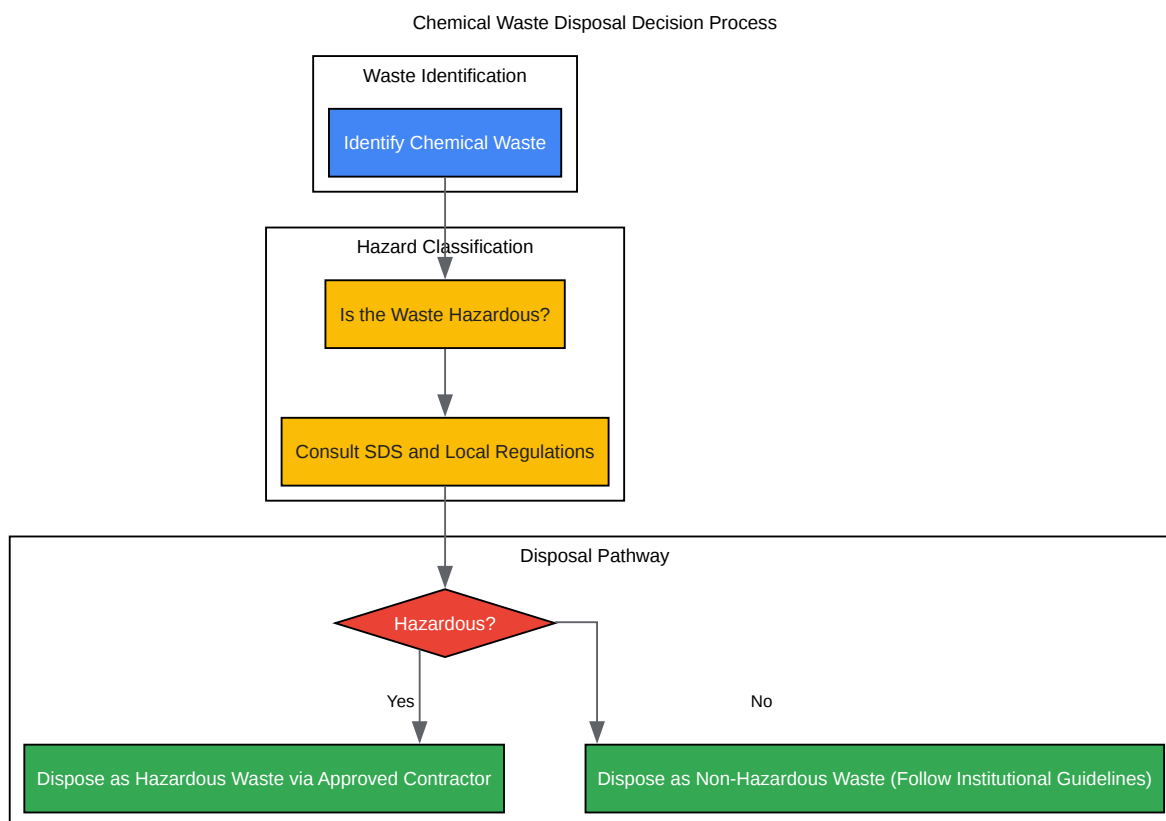 Chemical Waste Disposal Decision Process
Waste Identification
Identify Chemical Waste
Hazard Classification
Is the Waste Hazardous?
Consult SDS and Local Regulations
Disposal Pathway
Hazardous?
Yes
No
Dispose as Hazardous Waste via Approved Contractor
Dispose as Non-Hazardous Waste (Follow Institutional Guidelines)